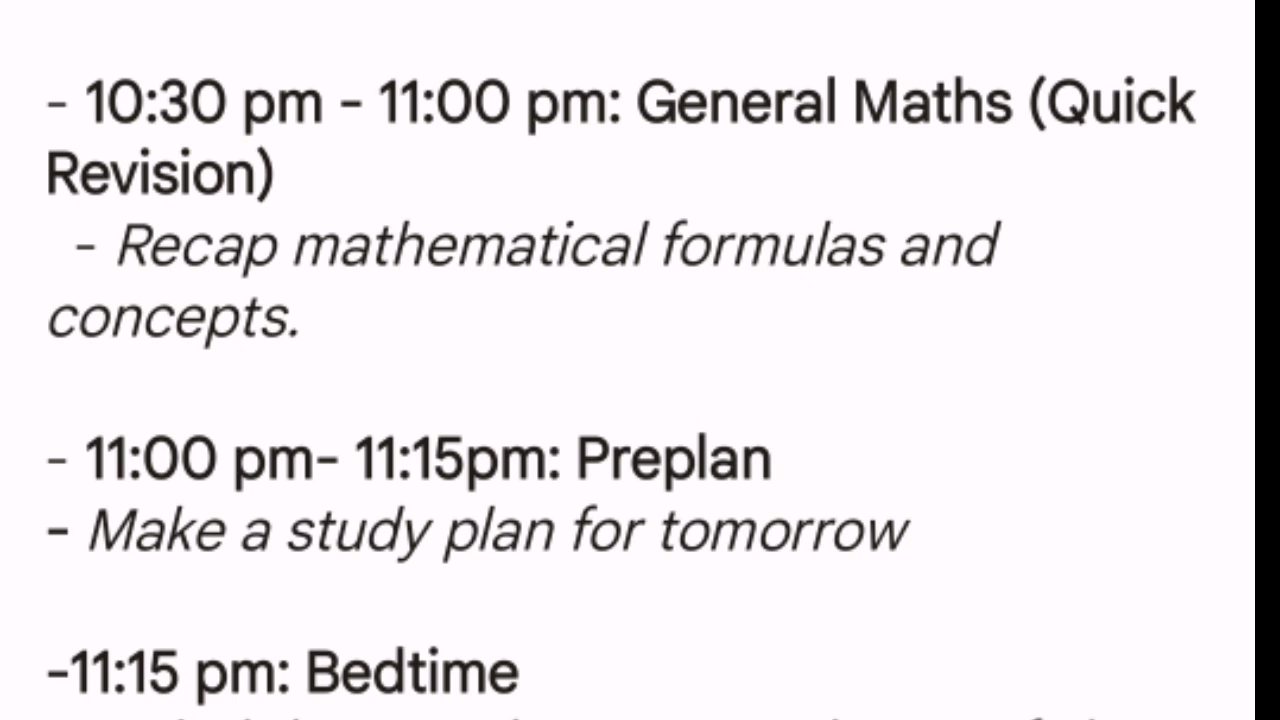 - 10:30 pm - 11:00 pm: General Maths (Quick
Revision)
- Recap mathematical formulas and
concepts.
- 11:00 pm- 11:15pm: Preplan
- Make a study plan for tomorrow
-11:15 pm: Bedtime